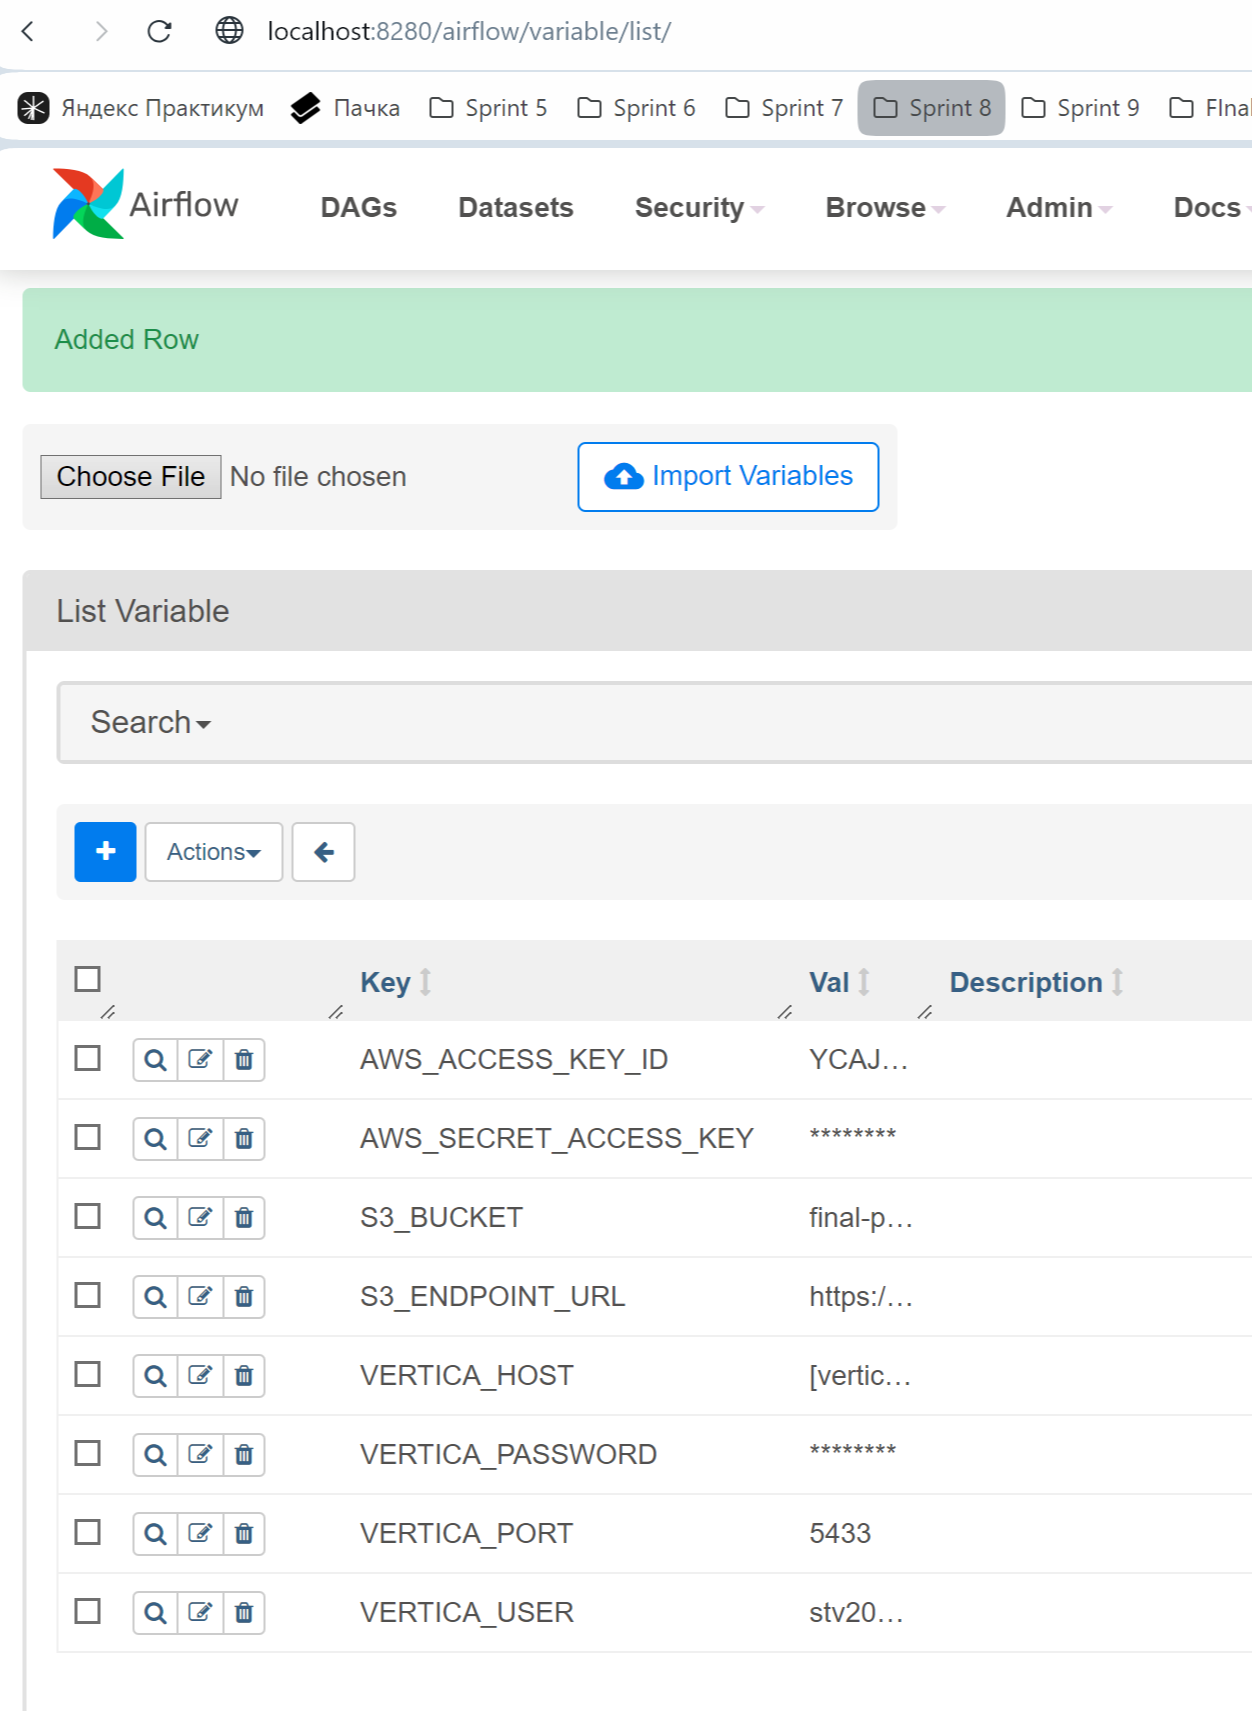 localhost:8280/airflow/variable/list/
Яндекс Практикум Пачка Sprint 5 Sprint 6 Sprint 7 Sprint 8 Sprint 9 FInal
Airflow DAGs Datasets Security Browse Admin Docs
Added Row
Choose File No file chosen Import Variables
List Variable
Search
+ Actions
Key Val Description
AWS_ACCESS_KEY_ID YCAJ...
AWS_SECRET_ACCESS_KEY ********
S3_BUCKET final-p...
S3_ENDPOINT_URL https:/...
VERTICA_HOST [vertic...
VERTICA_PASSWORD ********
VERTICA_PORT 5433
VERTICA_USER stv20...